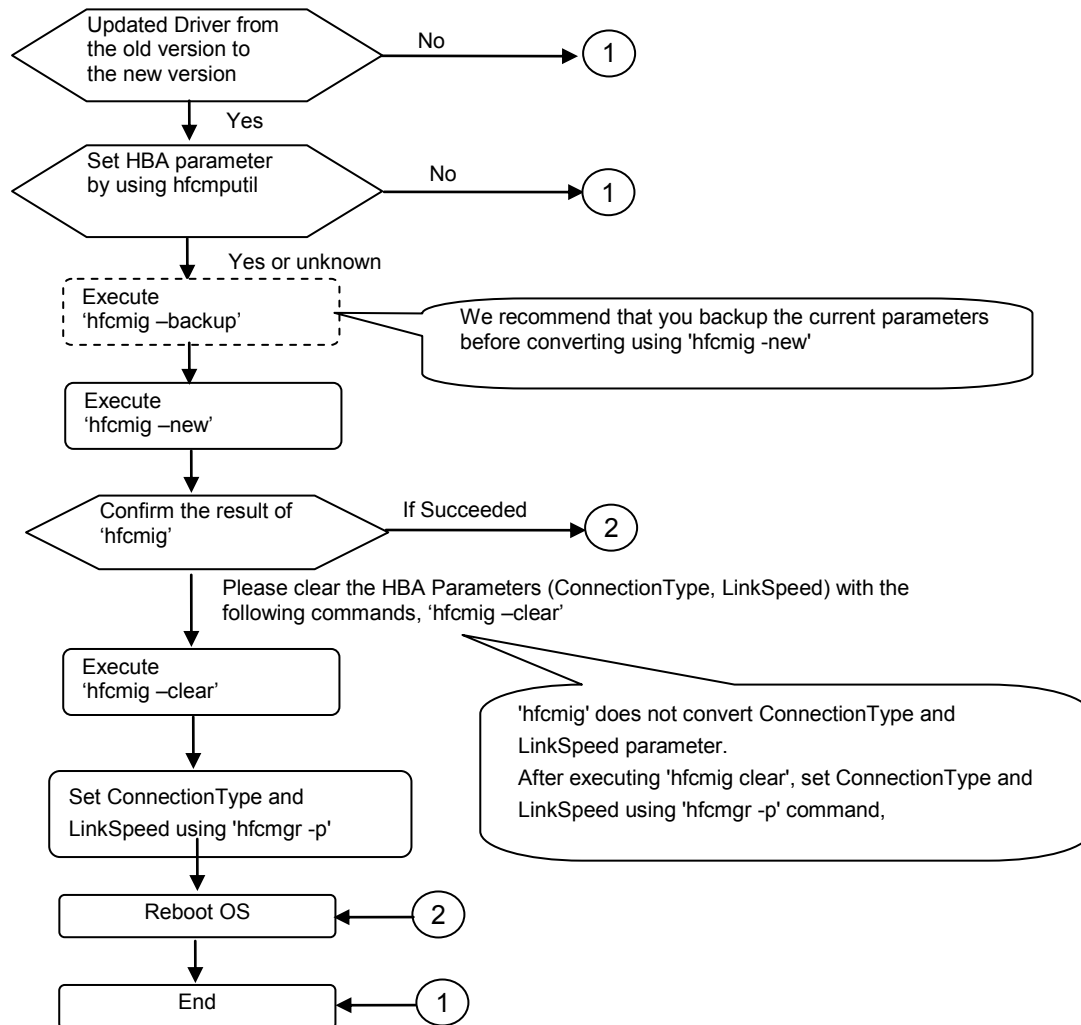 Updated Driver from
the old version to
the new version
No
1
Yes
Set HBA parameter
by using hfcmputil
No
1
Yes or unknown
Execute
‘hfcmig –backup’
We recommend that you backup the current parameters
before converting using 'hfcmig -new'
Execute
‘hfcmig –new’
Confirm the result of
‘hfcmig’
If Succeeded
2
Please clear the HBA Parameters (ConnectionType, LinkSpeed) with the
following commands, ‘hfcmig –clear’
Execute
‘hfcmig –clear’
'hfcmig' does not convert ConnectionType and
LinkSpeed parameter.
After executing 'hfcmig clear', set ConnectionType and
LinkSpeed using 'hfcmgr -p' command,
Set ConnectionType and
LinkSpeed using 'hfcmgr -p'
Reboot OS
2
End
1